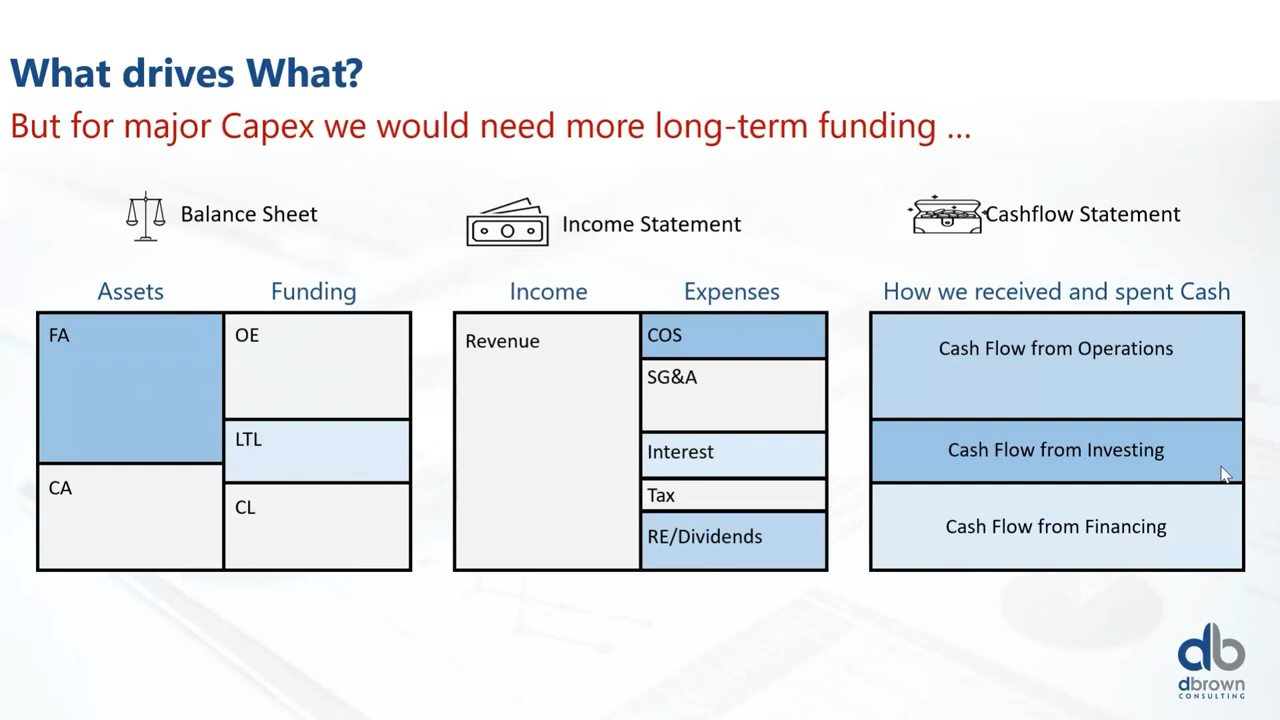 What drives What?
But for major Capex we would need more long-term funding ...
Balance Sheet
Income Statement
Cashflow Statement
Assets
Funding
Income
Expenses
How we received and spent Cash
FA
CA
OE
LTL
CL
Revenue
COS
SG&A
Interest
Tax
RE/Dividends
Cash Flow from Operations
Cash Flow from Investing
Cash Flow from Financing
db
dbrown
CONSULTING